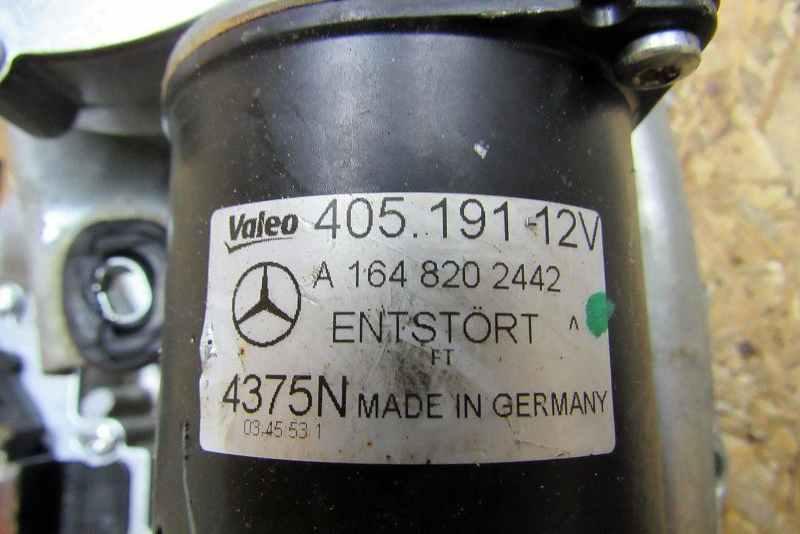 Valeo 405.191 12V
A 164 820 2442
ENTSTÖRT ^
FT
4375N MADE IN GERMANY
03 45 53 1